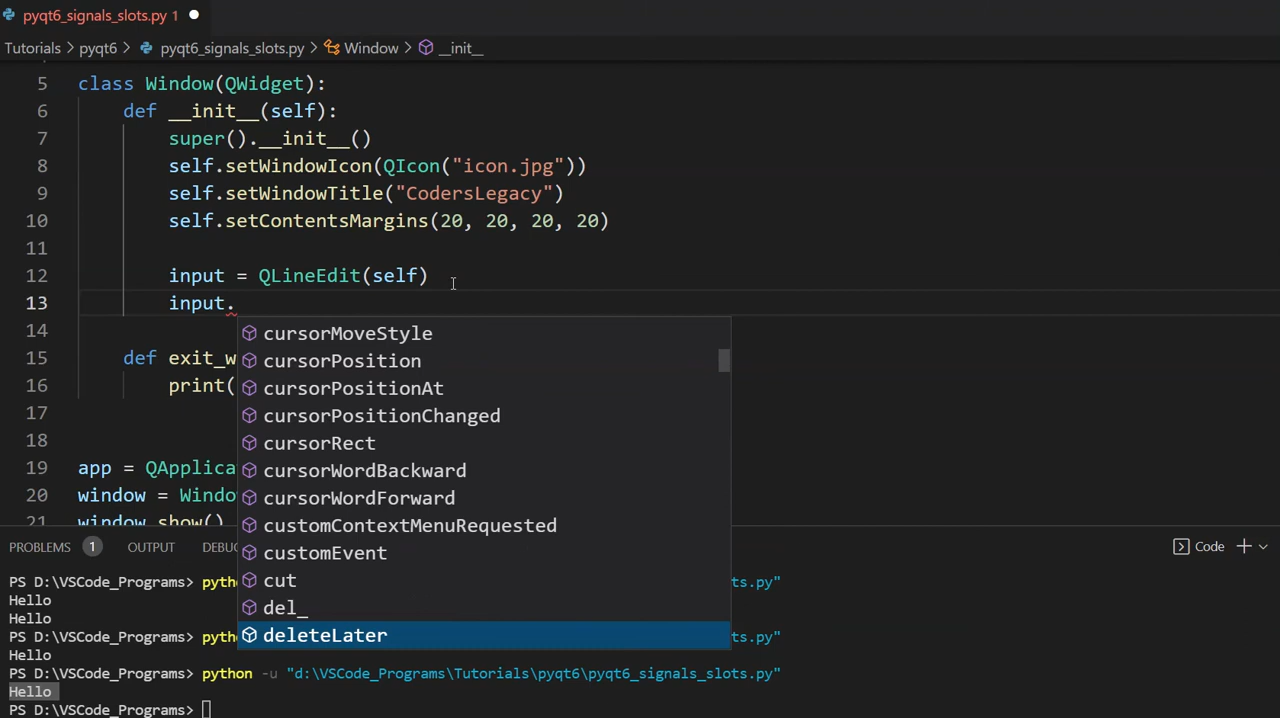 pyqt6_signals_slots.py 1
Tutorials > pyqt6 > pyqt6_signals_slots.py > Window > __init__
5 class Window(QWidget):
6 def __init__(self):
7 super().__init__()
8 self.setWindowIcon(QIcon("icon.jpg"))
9 self.setWindowTitle("CodersLegacy")
10 self.setContentsMargins(20, 20, 20, 20)
11
12 input = QLineEdit(self)
13 input.
cursorMoveStyle
14
15 def exit_w
cursorPosition
16 print(
cursorPositionAt
17
cursorPositionChanged
18
cursorRect
19 app = QApplica
cursorWordBackward
20 window = Windo
cursorWordForward
21 window.show()
customContextMenuRequested
customEvent
cut
del_
deleteLater
PROBLEMS 1 OUTPUT DEBUG
Code
PS D:\VSCode_Programs> pytho ts.py"
Hello
Hello
PS D:\VSCode_Programs> pytho ts.py"
Hello
PS D:\VSCode_Programs> python -u "d:\VSCode_Programs\Tutorials\pyqt6\pyqt6_signals_slots.py"
Hello
PS D:\VSCode_Programs>